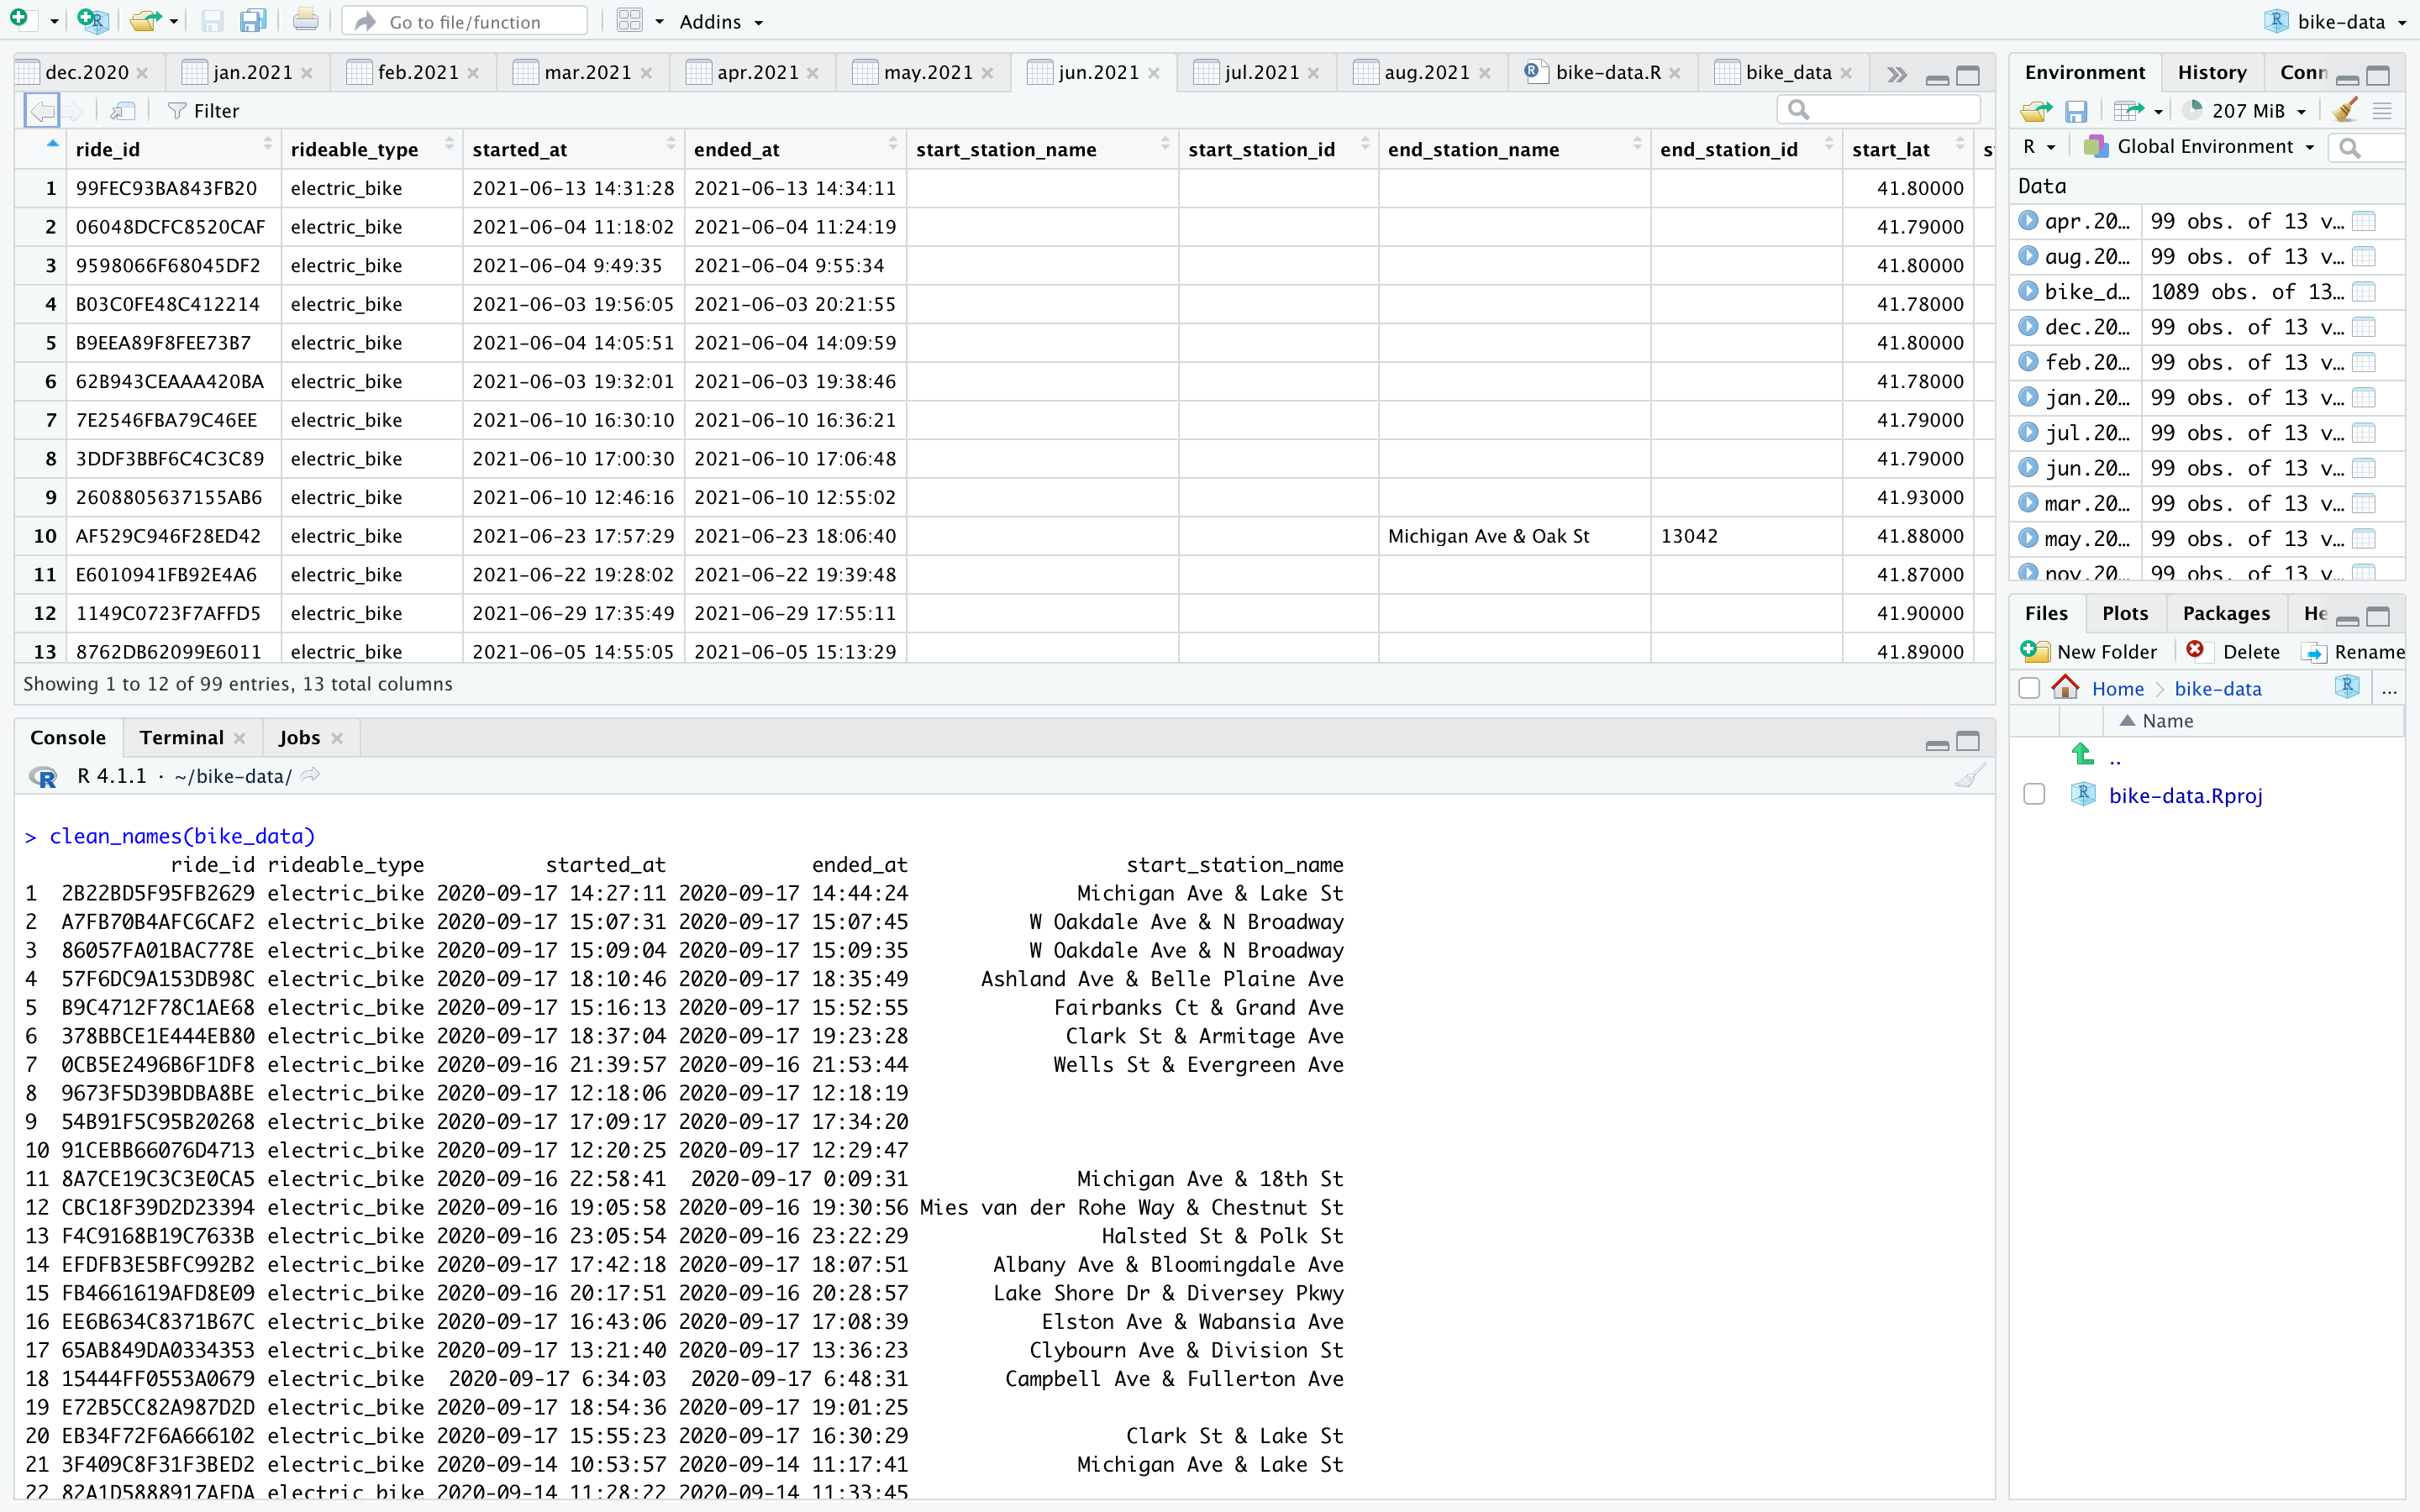 Go to file/function Addins bike-data
dec.2020 jan.2021 feb.2021 mar.2021 apr.2021 may.2021 jun.2021 jul.2021 aug.2021 bike-data.R bike_data
Filter
ride_id rideable_type started_at ended_at start_station_name start_station_id end_station_name end_station_id start_lat
1 99FEC93BA843FB20 electric_bike 2021-06-13 14:31:28 2021-06-13 14:34:11 41.80000
2 06048DCFC8520CAF electric_bike 2021-06-04 11:18:02 2021-06-04 11:24:19 41.79000
3 9598066F68045DF2 electric_bike 2021-06-04 9:49:35 2021-06-04 9:55:34 41.80000
4 B03C0FE48C412214 electric_bike 2021-06-03 19:56:05 2021-06-03 20:21:55 41.78000
5 B9EEA89F8FEE73B7 electric_bike 2021-06-04 14:05:51 2021-06-04 14:09:59 41.80000
6 62B943CEAAA420BA electric_bike 2021-06-03 19:32:01 2021-06-03 19:38:46 41.78000
7 7E2546FBA79C46EE electric_bike 2021-06-10 16:30:10 2021-06-10 16:36:21 41.79000
8 3DDF3BBF6C4C3C89 electric_bike 2021-06-10 17:00:30 2021-06-10 17:06:48 41.79000
9 2608805637155AB6 electric_bike 2021-06-10 12:46:16 2021-06-10 12:55:02 41.93000
10 AF529C946F28ED42 electric_bike 2021-06-23 17:57:29 2021-06-23 18:06:40 Michigan Ave & Oak St 13042 41.88000
11 E6010941FB92E4A6 electric_bike 2021-06-22 19:28:02 2021-06-22 19:39:48 41.87000
12 1149C0723F7AFFD5 electric_bike 2021-06-29 17:35:49 2021-06-29 17:55:11 41.90000
13 8762DB62099E6011 electric_bike 2021-06-05 14:55:05 2021-06-05 15:13:29 41.89000
Showing 1 to 12 of 99 entries, 13 total columns
Console Terminal Jobs
R 4.1.1 · ~/bike-data/
> clean_names(bike_data)
ride_id rideable_type started_at ended_at start_station_name
1 2B22BD5F95FB2629 electric_bike 2020-09-17 14:27:11 2020-09-17 14:44:24 Michigan Ave & Lake St
2 A7FB70B4AFC6CAF2 electric_bike 2020-09-17 15:07:31 2020-09-17 15:07:45 W Oakdale Ave & N Broadway
3 86057FA01BAC778E electric_bike 2020-09-17 15:09:04 2020-09-17 15:09:35 W Oakdale Ave & N Broadway
4 57F6DC9A153DB98C electric_bike 2020-09-17 18:10:46 2020-09-17 18:35:49 Ashland Ave & Belle Plaine Ave
5 B9C4712F78C1AE68 electric_bike 2020-09-17 15:16:13 2020-09-17 15:52:55 Fairbanks Ct & Grand Ave
6 378BBCE1E444EB80 electric_bike 2020-09-17 18:37:04 2020-09-17 19:23:28 Clark St & Armitage Ave
7 0CB5E2496B6F1DF8 electric_bike 2020-09-16 21:39:57 2020-09-16 21:53:44 Wells St & Evergreen Ave
8 9673F5D39BDBA8BE electric_bike 2020-09-17 12:18:06 2020-09-17 12:18:19
9 54B91F5C95B20268 electric_bike 2020-09-17 17:09:17 2020-09-17 17:34:20
10 91CEBB66076D4713 electric_bike 2020-09-17 12:20:25 2020-09-17 12:29:47
11 8A7CE19C3C3E0CA5 electric_bike 2020-09-16 22:58:41 2020-09-17 0:09:31 Michigan Ave & 18th St
12 CBC18F39D2D23394 electric_bike 2020-09-16 19:05:58 2020-09-16 19:30:56 Mies van der Rohe Way & Chestnut St
13 F4C9168B19C7633B electric_bike 2020-09-16 23:05:54 2020-09-16 23:22:29 Halsted St & Polk St
14 EFDFB3E5BFC992B2 electric_bike 2020-09-17 17:42:18 2020-09-17 18:07:51 Albany Ave & Bloomingdale Ave
15 FB4661619AFD8E09 electric_bike 2020-09-16 20:17:51 2020-09-16 20:28:57 Lake Shore Dr & Diversey Pkwy
16 EE6B634C8371B67C electric_bike 2020-09-17 16:43:06 2020-09-17 17:08:39 Elston Ave & Wabansia Ave
17 65AB849DA0334353 electric_bike 2020-09-17 13:21:40 2020-09-17 13:36:23 Clybourn Ave & Division St
18 15444FF0553A0679 electric_bike 2020-09-17 6:34:03 2020-09-17 6:48:31 Campbell Ave & Fullerton Ave
19 E72B5CC82A987D2D electric_bike 2020-09-17 18:54:36 2020-09-17 19:01:25
20 EB34F72F6A666102 electric_bike 2020-09-17 15:55:23 2020-09-17 16:30:29 Clark St & Lake St
21 3F409C8F31F3BED2 electric_bike 2020-09-14 10:53:57 2020-09-14 11:17:41 Michigan Ave & Lake St
22 82A1D5888917AFDA electric_bike 2020-09-14 11:28:22 2020-09-14 11:33:45
Environment History Conn
207 MiB
R Global Environment
Data
apr.20… 99 obs. of 13 v…
aug.20… 99 obs. of 13 v…
bike_d… 1089 obs. of 13…
dec.20… 99 obs. of 13 v…
feb.20… 99 obs. of 13 v…
jan.20… 99 obs. of 13 v…
jul.20… 99 obs. of 13 v…
jun.20… 99 obs. of 13 v…
mar.20… 99 obs. of 13 v…
may.20… 99 obs. of 13 v…
nov.20… 99 obs. of 13 v…
Files Plots Packages He
New Folder Delete Rename
Home bike-data ...
Name
..
bike-data.Rproj